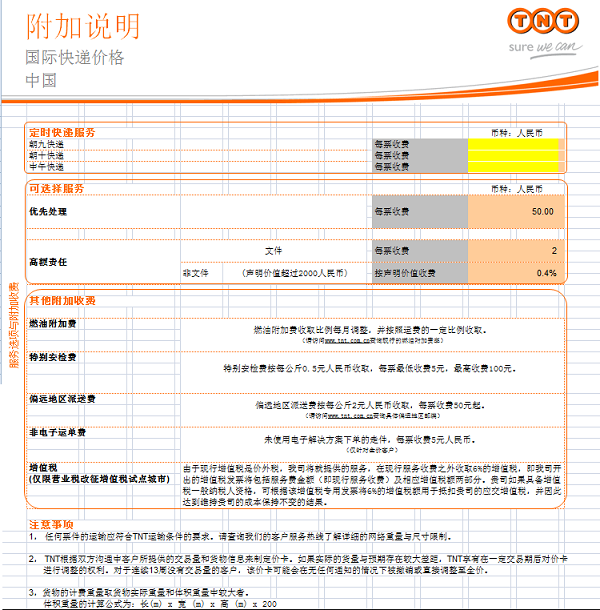 附加说明
国际快递价格
中国
TNT
sure we can
定时快递服务 币种: 人民币
朝九快递 每票收费
朝十快递 每票收费
中午快递 每票收费
可选择服务 币种: 人民币
优先处理 每票收费 50.00
高额责任 文件 每票收费 2
非文件 (声明价值超过2000人民币) 按声明价值收费 0.4%
服务选项与附加收费
其他附加收费
燃油附加费 燃油附加费收取比例每月调整，并按照运费的一定比例收取。
(请访问www.tnt.com.cn查询现行的燃油附加费率)
特别安检费 特别安检费按每公斤0.5元人民币收取，每票最低收费5元，最高收费100元。
偏远地区派送费 偏远地区派送费按每公斤2元人民币收取，每票收费50元起。
(请访问www.tnt.com.cn查询具体偏远地区邮编)
非电子运单费 未使用电子解决方案下单的走件，每票收费5元人民币。
(仅针对全价客户)
增值税
(仅限营业税改征增值税试点城市)
由于现行增值税是价外税，我司将就提供的服务，在现行服务收费之外收取6%的增值税，即我司开
出的增值税发票将包括服务费金额（即现行服务收费）及相应增值税额两部分。贵司如果具备增值
税一般纳税人资格，可根据该增值税专用发票将6%的增值税额用于抵扣贵司的应交增值税，并因此
达到维持贵司的成本保持不变的结果。
注意事项
1， 任何票件的运输应符合TNT运输条件的要求。请查询我们的客户服务热线了解详细的网络重量与尺寸限制。
2． TNT根据双方沟通中客户所提供的交易量和货物信息来制定价卡。如果实际的货量与预期存在较大差距，TNT享有在一定交易期后对价卡
进行调整的权利。对于连续13周没有交易量的客户，该价卡可能会在无任何通知的情况下被撤销或直接调整至全价。
3．货物的计费重量取货物实际重量和体积重量中较大者。
体积重量的计算公式为: 长(m) x 宽 (m) x 高 (m) x 200